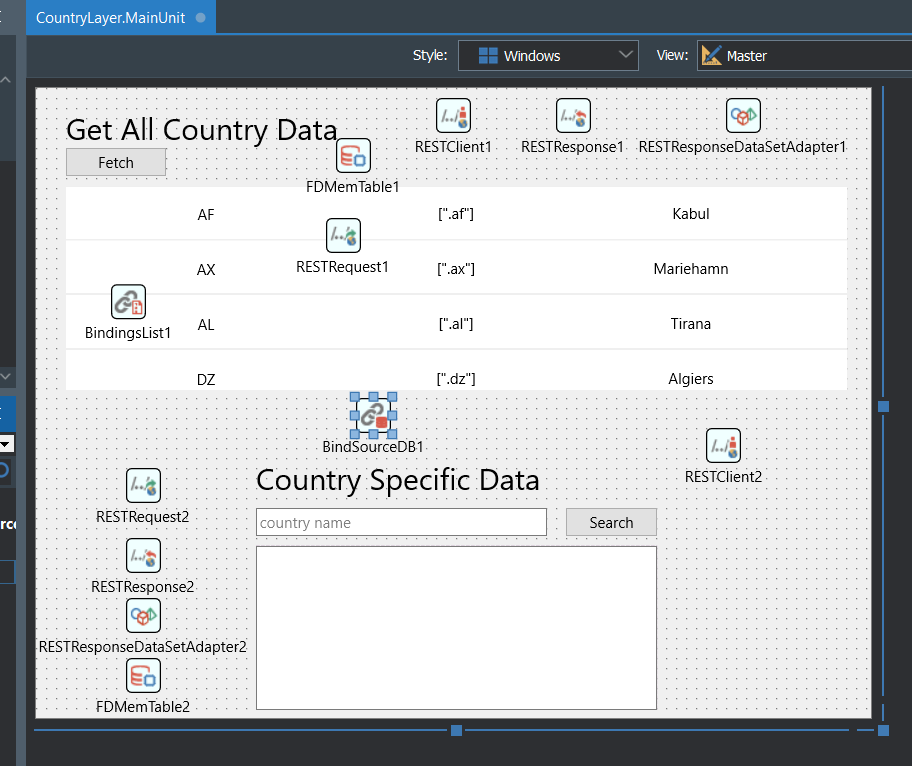 CountryLayer.MainUnit
Style: Windows View: Master
Get All Country Data
RESTClient1 RESTResponse1 RESTResponseDataSetAdapter1
Fetch
FDMemTable1
AF [".af"] Kabul
RESTRequest1
AX [".ax"] Mariehamn
BindingsList1
AL [".al"] Tirana
DZ [".dz"] Algiers
BindSourceDB1
RESTClient2
Country Specific Data
RESTRequest2
country name Search
RESTResponse2
RESTResponseDataSetAdapter2
FDMemTable2